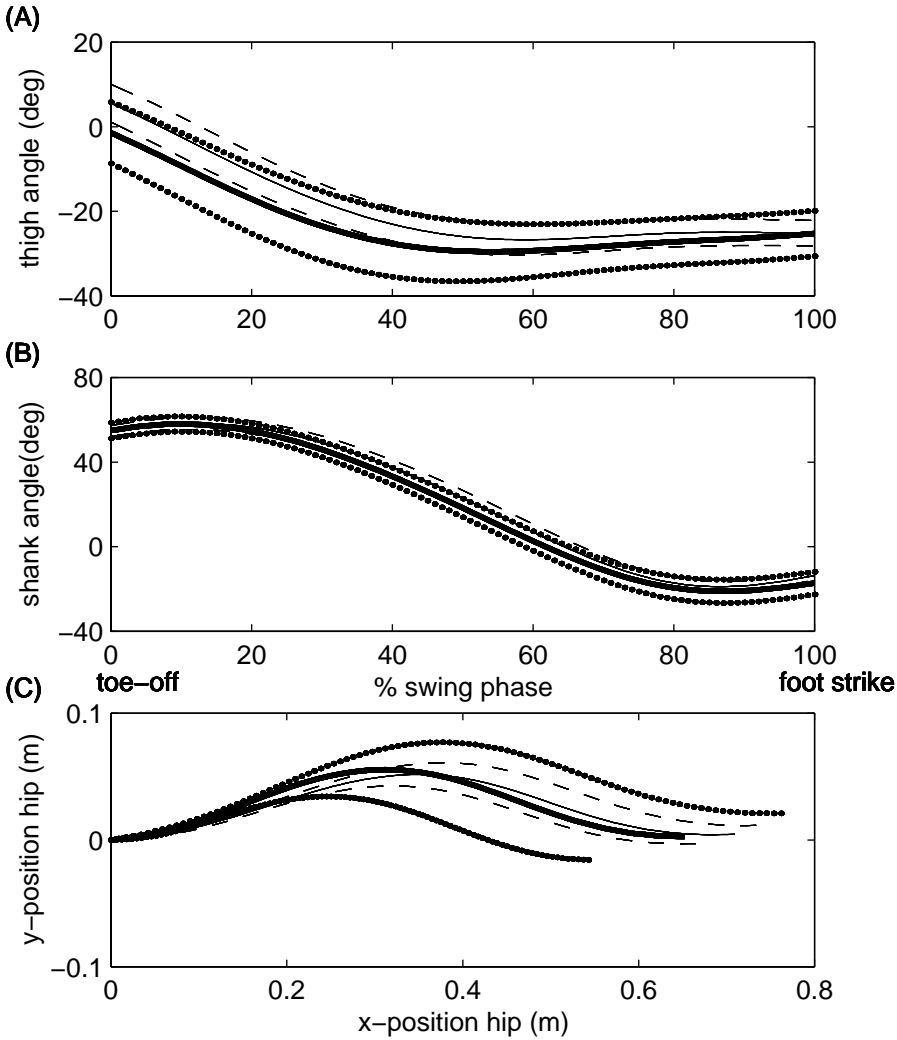 (A)
20
0
−20
−40
thigh angle (deg)
0 20 40 60 80 100
(B)
80
40
0
−40
shank angle(deg)
0 20 40 60 80 100
toe−off % swing phase foot strike
(C)
0.1
0
−0.1
y−position hip (m)
0 0.2 0.4 0.6 0.8
x−position hip (m)